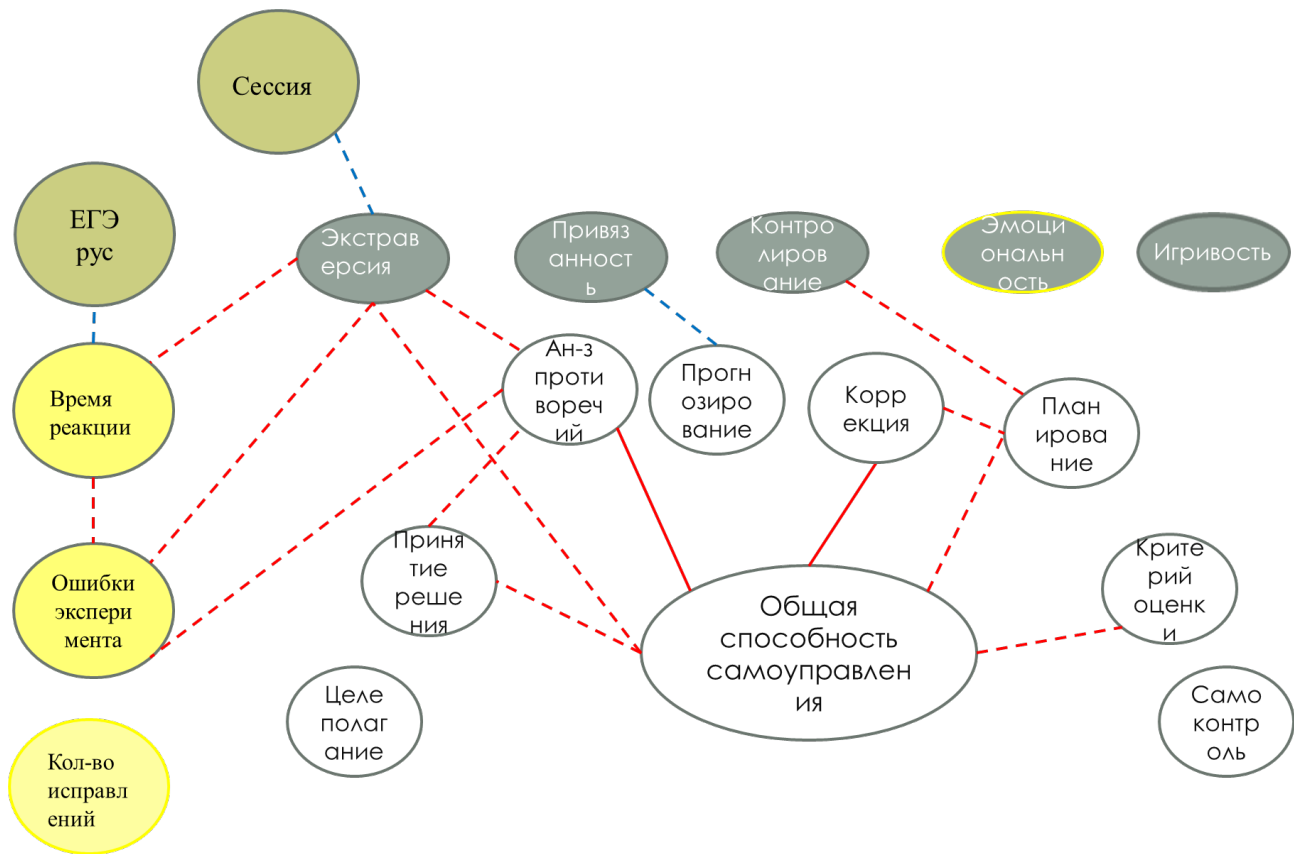 Сессия
ЕГЭ
рус
Экстрав
ерсия
Привяз
анност
ь
Контро
лиров
ание
Эмоци
ональн
ость
Игривость
Время
реакции
Ан-з
проти
вореч
ий
Прогн
озиро
вание
Корр
екция
План
ирова
ние
Ошибки
экспери
мента
Приня
тие
реше
ния
Общая
способность
самоуправлен
ия
Крите
рий
оценк
и
Целе
полаг
ание
Само
контр
оль
Кол-во
исправл
ений